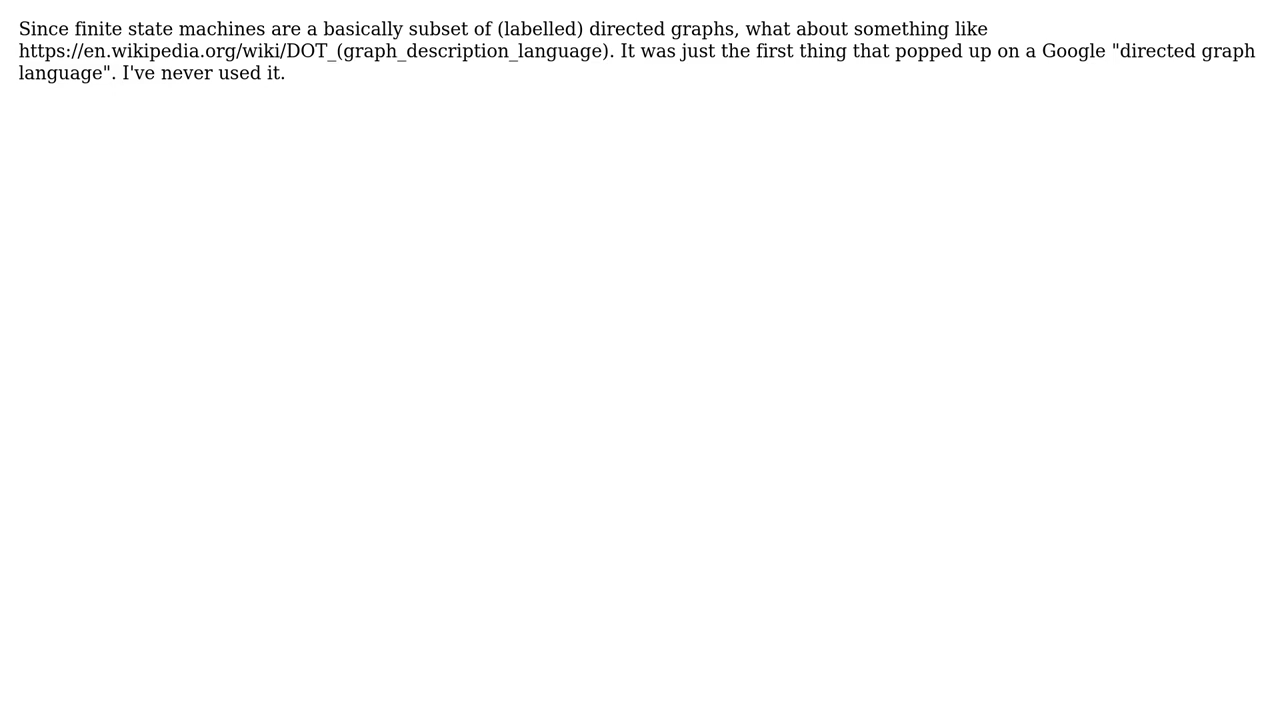 Since finite state machines are a basically subset of (labelled) directed graphs, what about something like
https://en.wikipedia.org/wiki/DOT_(graph_description_language). It was just the first thing that popped up on a Google "directed graph
language". I've never used it.